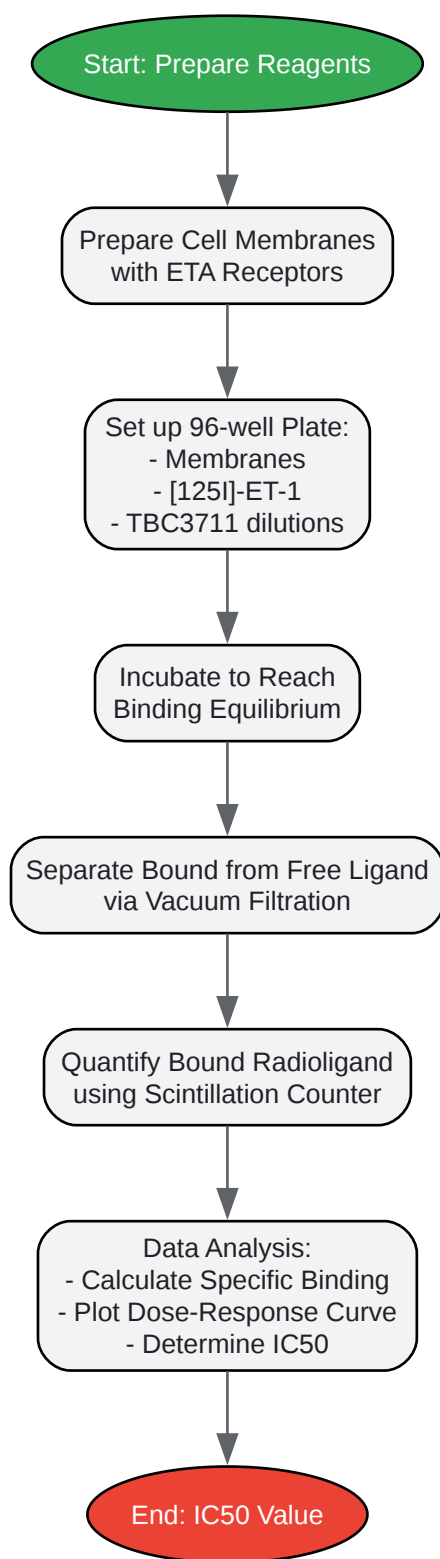 Start: Prepare Reagents
Prepare Cell Membranes
with ETA Receptors
Set up 96-well Plate:
- Membranes
- [125I]-ET-1
- TBC3711 dilutions
Incubate to Reach
Binding Equilibrium
Separate Bound from Free Ligand
via Vacuum Filtration
Quantify Bound Radioligand
using Scintillation Counter
Data Analysis:
- Calculate Specific Binding
- Plot Dose-Response Curve
- Determine IC50
End: IC50 Value